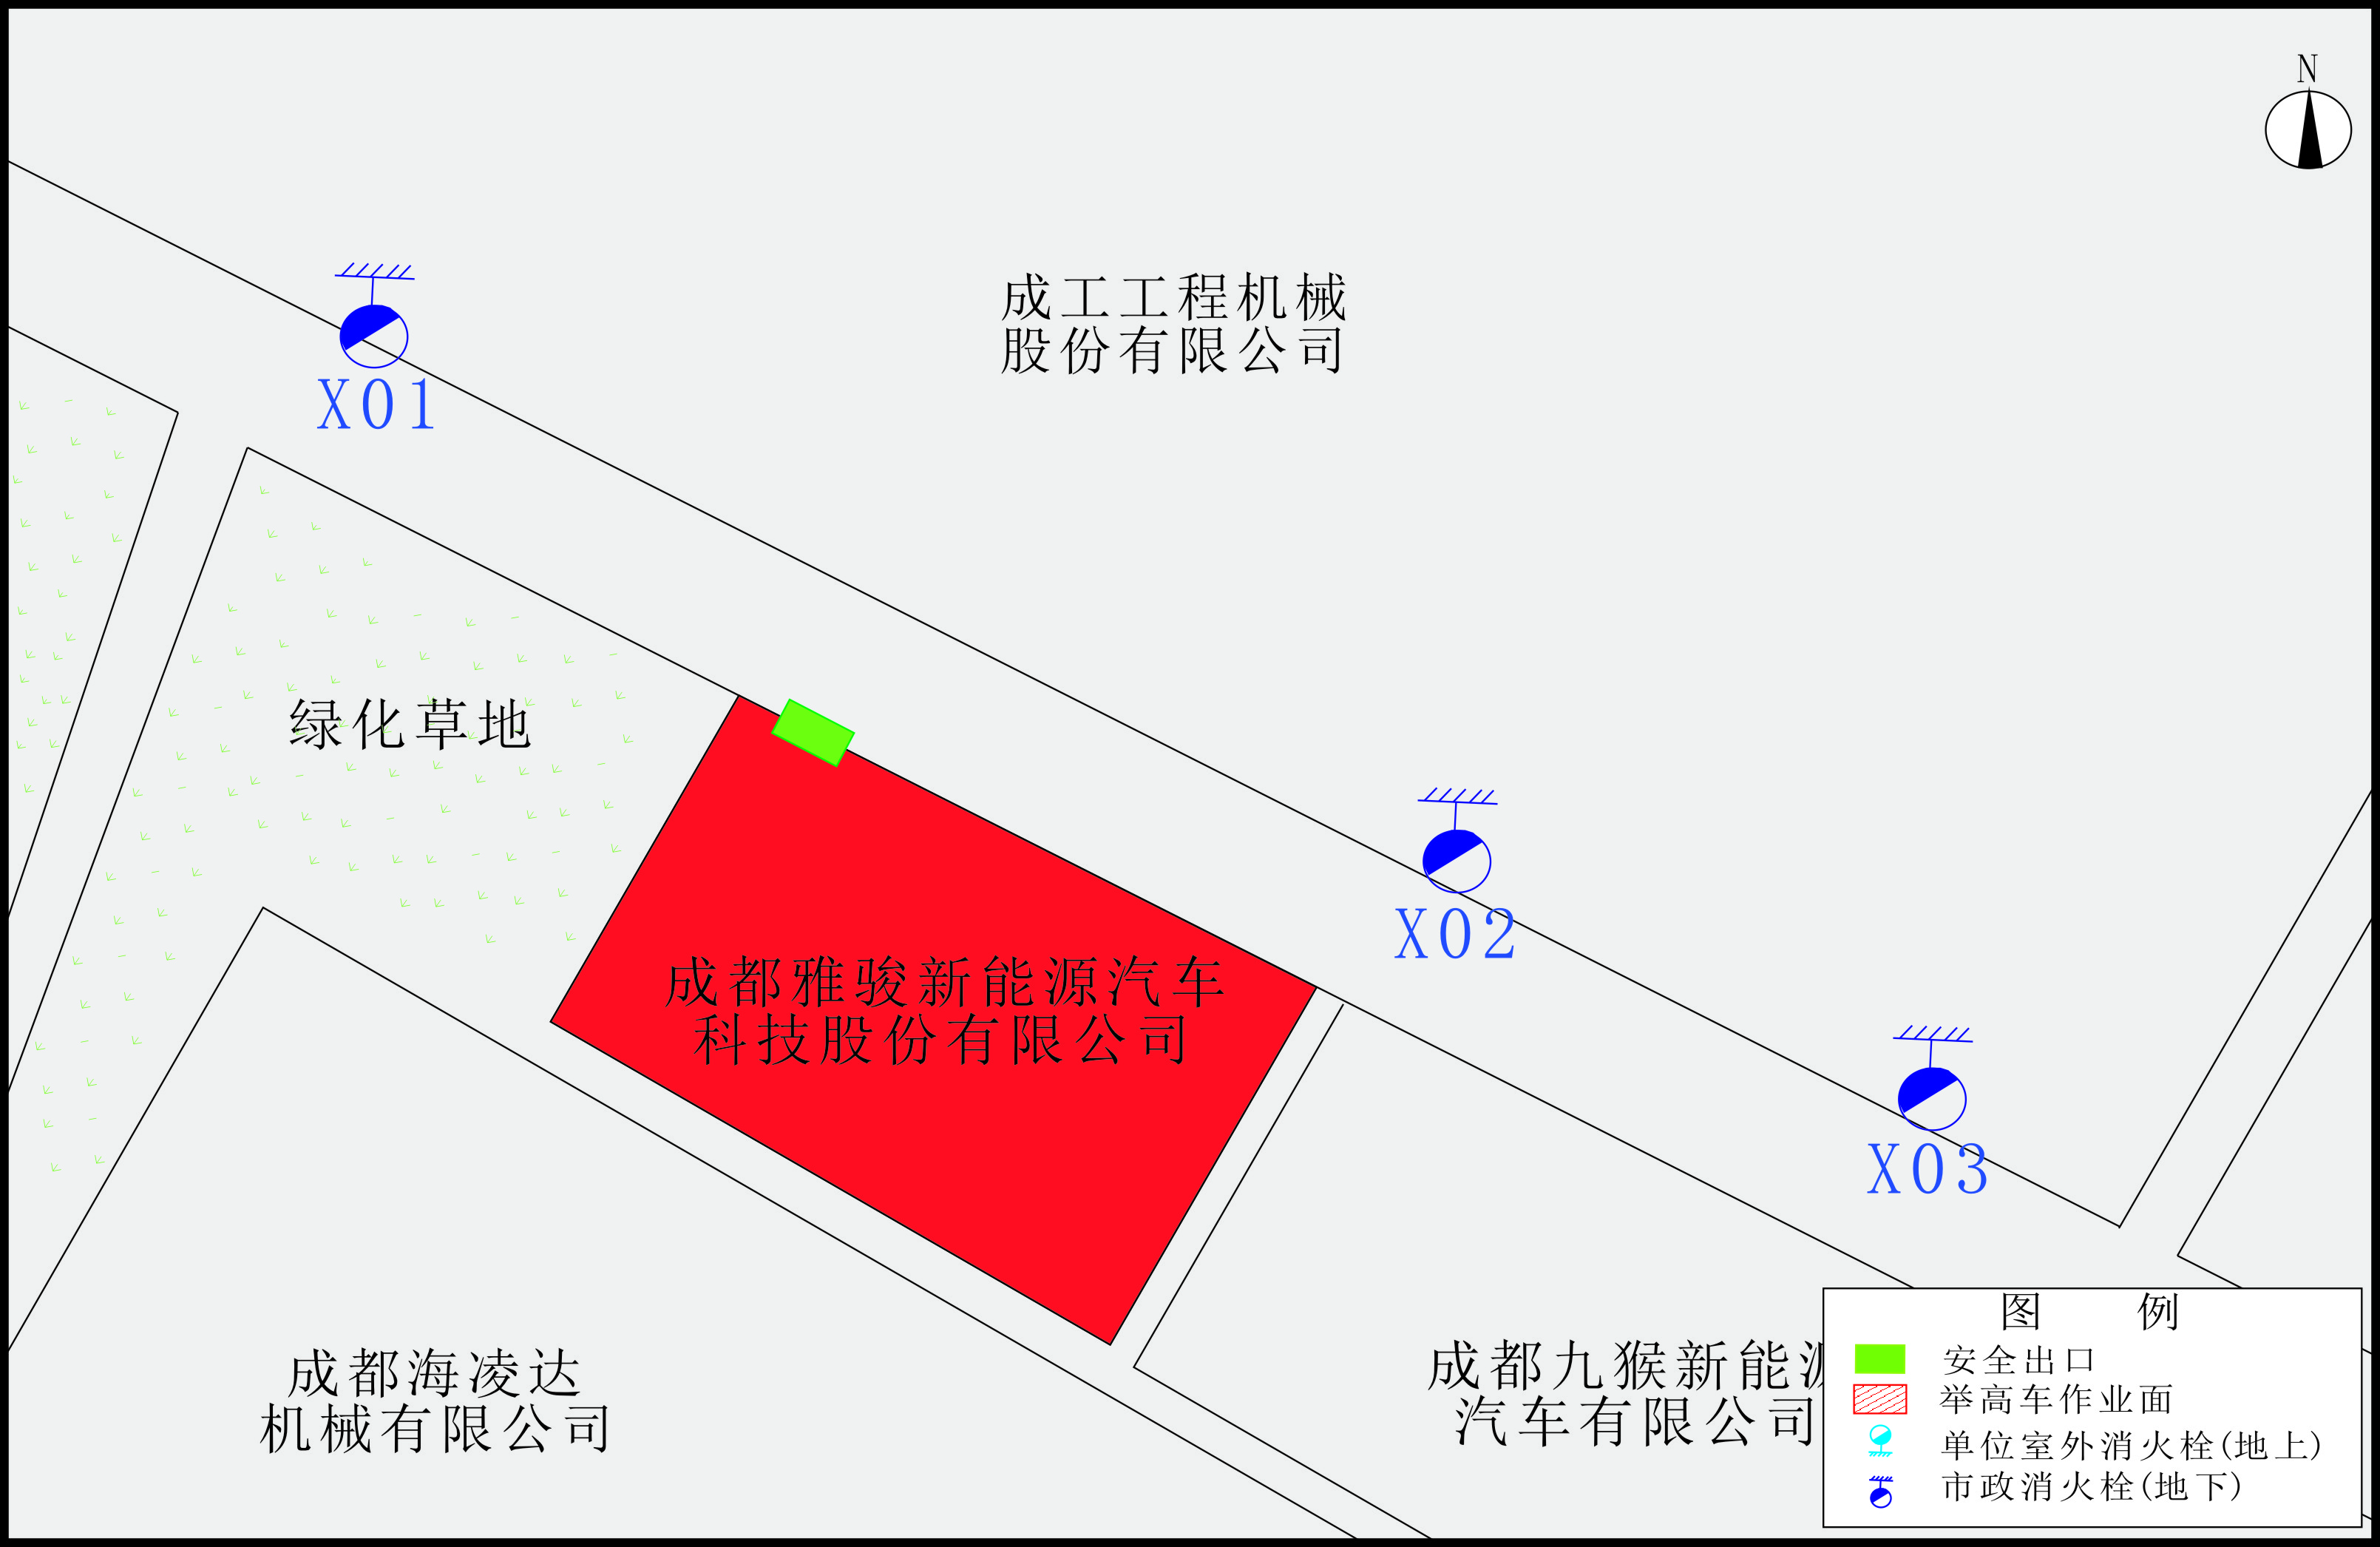 N
成工工程机械
股份有限公司
X01
绿化草地
X02
成都雅骏新能源汽车
科技股份有限公司
X03
成都海凌达
机械有限公司
成都九猴新能源
汽车有限公司
图 例
安全出口
举高车作业面
单位室外消火栓(地上)
市政消火栓(地下)